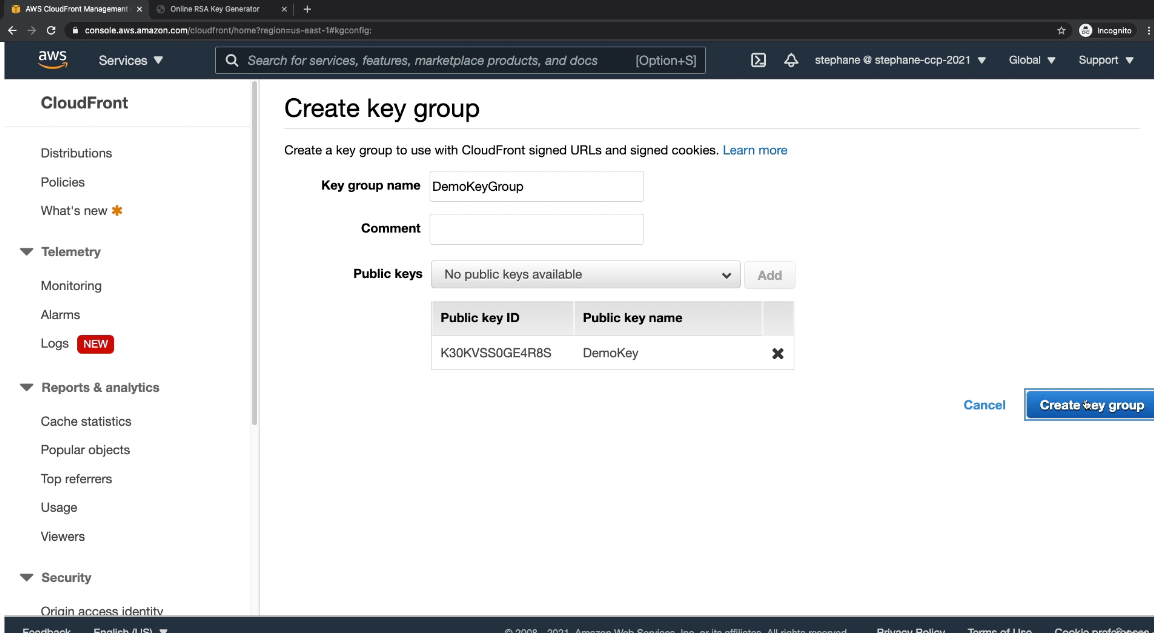 AWS CloudFront Management
Online RSA Key Generator
console.aws.amazon.com/cloudfront/home?region=us-east-1#kgconfig:
Incognito
aws
Services
Search for services, features, marketplace products, and docs
[Option+S]
stephane @ stephane-ccp-2021
Global
Support
CloudFront
Distributions
Policies
What's new
Telemetry
Monitoring
Alarms
Logs NEW
Reports & analytics
Cache statistics
Popular objects
Top referrers
Usage
Viewers
Security
Origin access identity
Create key group
Create a key group to use with CloudFront signed URLs and signed cookies. Learn more
Key group name DemoKeyGroup
Comment
Public keys No public keys available Add
Public key ID Public key name
K30KVSS0GE4R8S DemoKey
Cancel Create key group
Feedback English (US) © 2008 - 2021, Amazon Web Services, Inc. or its affiliates. All rights reserved. Privacy Policy Terms of Use Cookie preferences